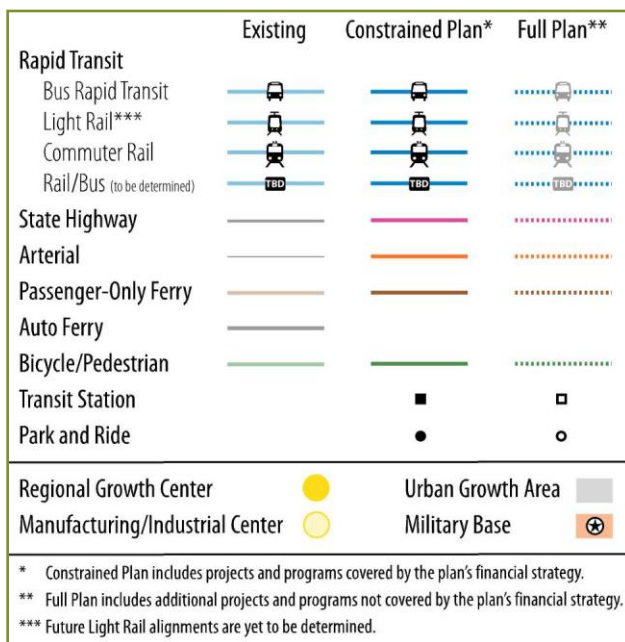 Existing Constrained Plan* Full Plan**
Rapid Transit
Bus Rapid Transit
Light Rail***
Commuter Rail
Rail/Bus (to be determined) TBD TBD TBD
State Highway
Arterial
Passenger-Only Ferry
Auto Ferry
Bicycle/Pedestrian
Transit Station
Park and Ride
Regional Growth Center Urban Growth Area
Manufacturing/Industrial Center Military Base
* Constrained Plan includes projects and programs covered by the plan's financial strategy.
** Full Plan includes additional projects and programs not covered by the plan's financial strategy.
*** Future Light Rail alignments are yet to be determined.